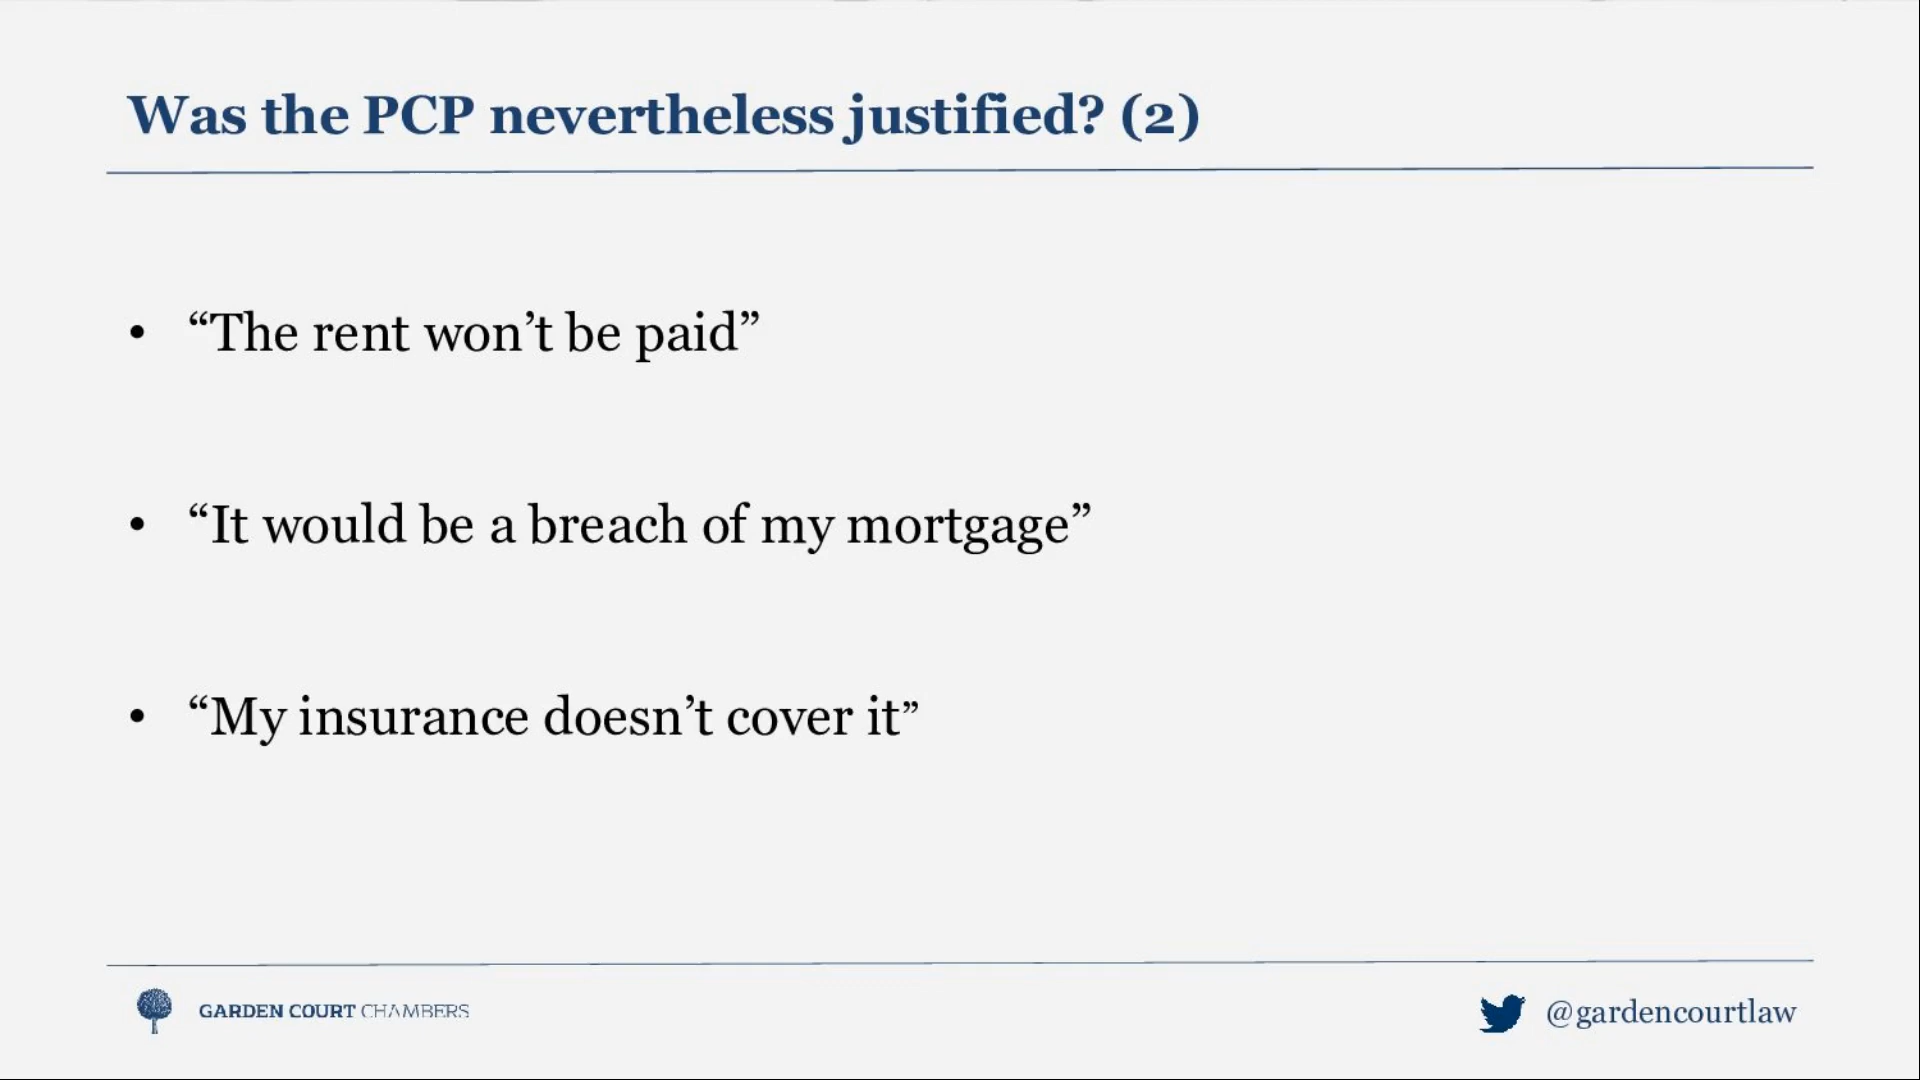 Was the PCP nevertheless justified? (2)
• “The rent won’t be paid”
• “It would be a breach of my mortgage”
• “My insurance doesn’t cover it”
GARDEN COURT CHAMBERS
@gardencourtlaw